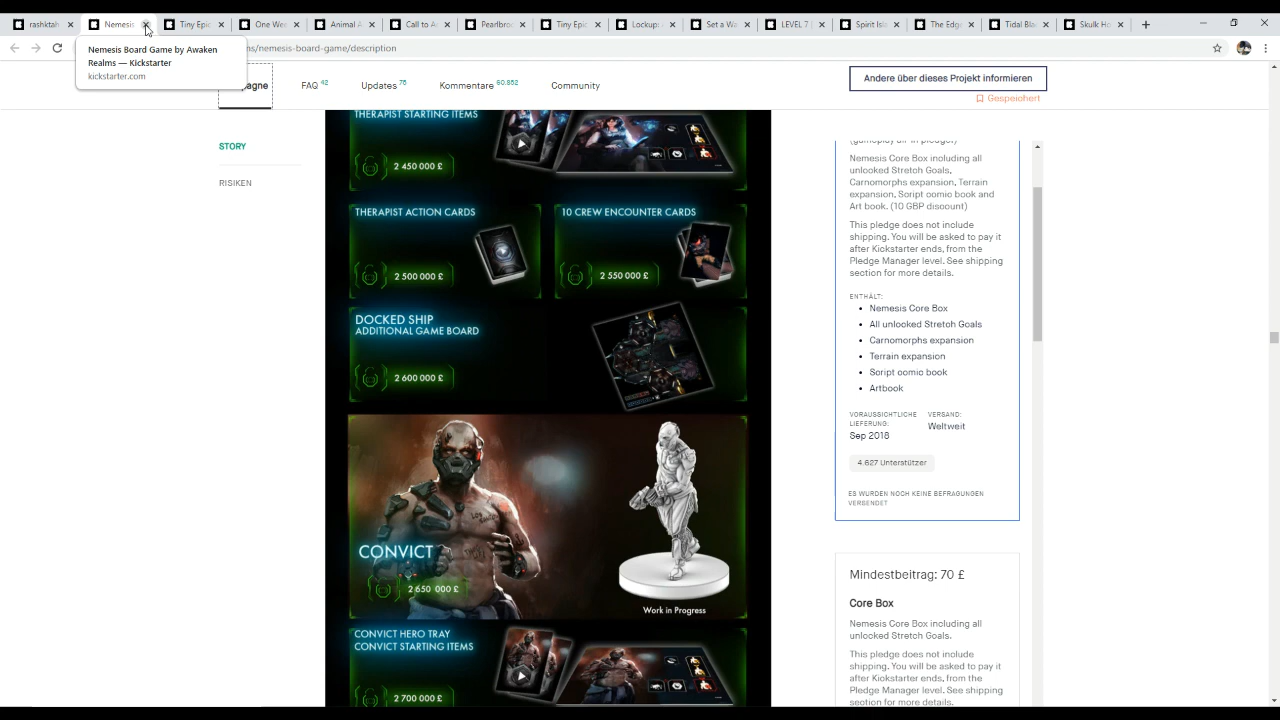 rashktah
Nemesis
Tiny Epic
One Wee
Animal A
Call to A
Pearlbroo
Tiny Epic
Lockup:
Set a Wa
LEVEL 7 [
Spirit Isla
The Edge
Tidal Bla
Skulk Ho
ns/nemesis-board-game/description
Nemesis Board Game by Awaken
Realms — Kickstarter
kickstarter.com
pagne
FAQ 42
Updates 75
Kommentare 60.952
Community
Andere über dieses Projekt informieren
Gespeichert
STORY
RISIKEN
THERAPIST STARTING ITEMS
2 450 000 £
THERAPIST ACTION CARDS
2 500 000 £
10 CREW ENCOUNTER CARDS
2 550 000 £
DOCKED SHIP
ADDITIONAL GAME BOARD
2 600 000 £
CONVICT
2 650 000 £
Work in Progress
CONVICT HERO TRAY
CONVICT STARTING ITEMS
2 700 000 £
Nemesis Core Box including all
unlocked Stretch Goals,
Carnomorphs expansion, Terrain
expansion, Script comic book and
Art book. (10 GBP discount)
This pledge does not include
shipping. You will be asked to pay it
after Kickstarter ends, from the
Pledge Manager level. See shipping
section for more details.
ENTHÄLT:
• Nemesis Core Box
• All unlocked Stretch Goals
• Carnomorphs expansion
• Terrain expansion
• Script comic book
• Artbook
VORAUSSICHTLICHE
LIEFERUNG:
Sep 2018
VERSAND:
Weltweit
4.627 Unterstützer
ES WURDEN NOCH KEINE BEFRAGUNGEN
VERSENDET
Mindestbeitrag: 70 £
Core Box
Nemesis Core Box including all
unlocked Stretch Goals.
This pledge does not include
shipping. You will be asked to pay it
after Kickstarter ends, from the
Pledge Manager level. See shipping
section for more details.